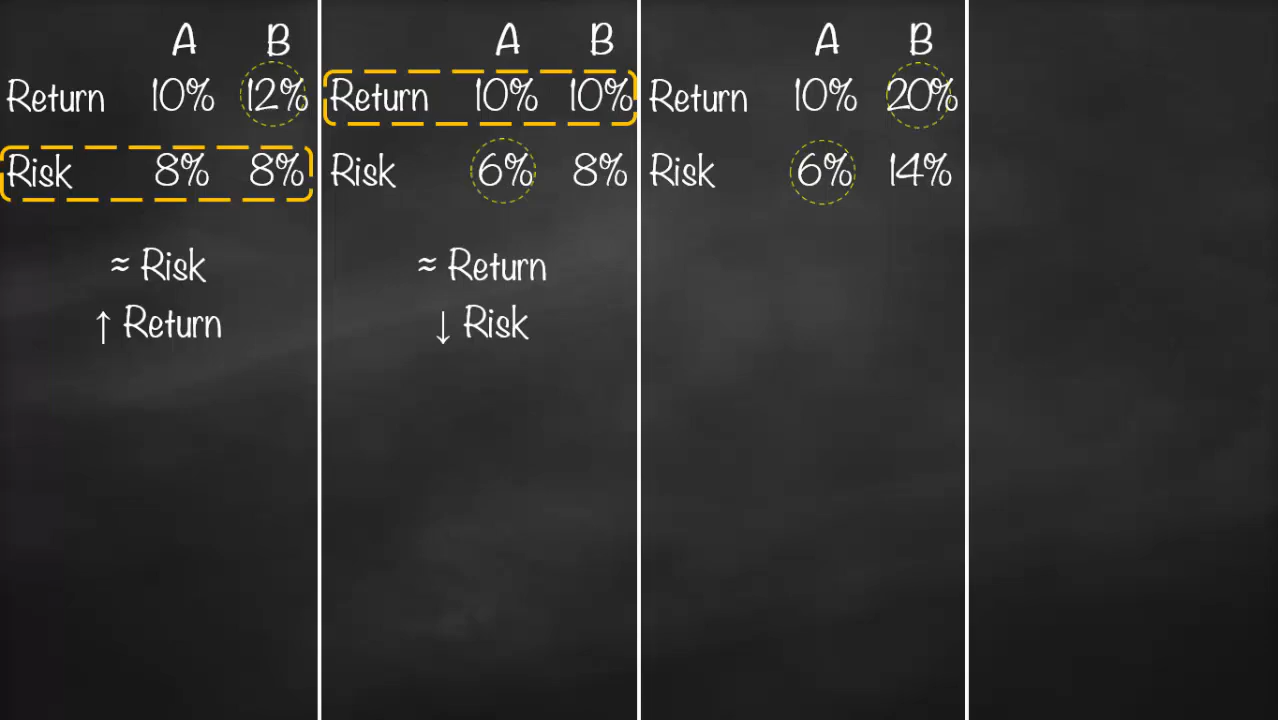 A B
Return 10% 12%
Risk 8% 8%
≈ Risk
↑ Return
A B
Return 10% 10%
Risk 6% 8%
≈ Return
↓ Risk
A B
Return 10% 20%
Risk 6% 14%